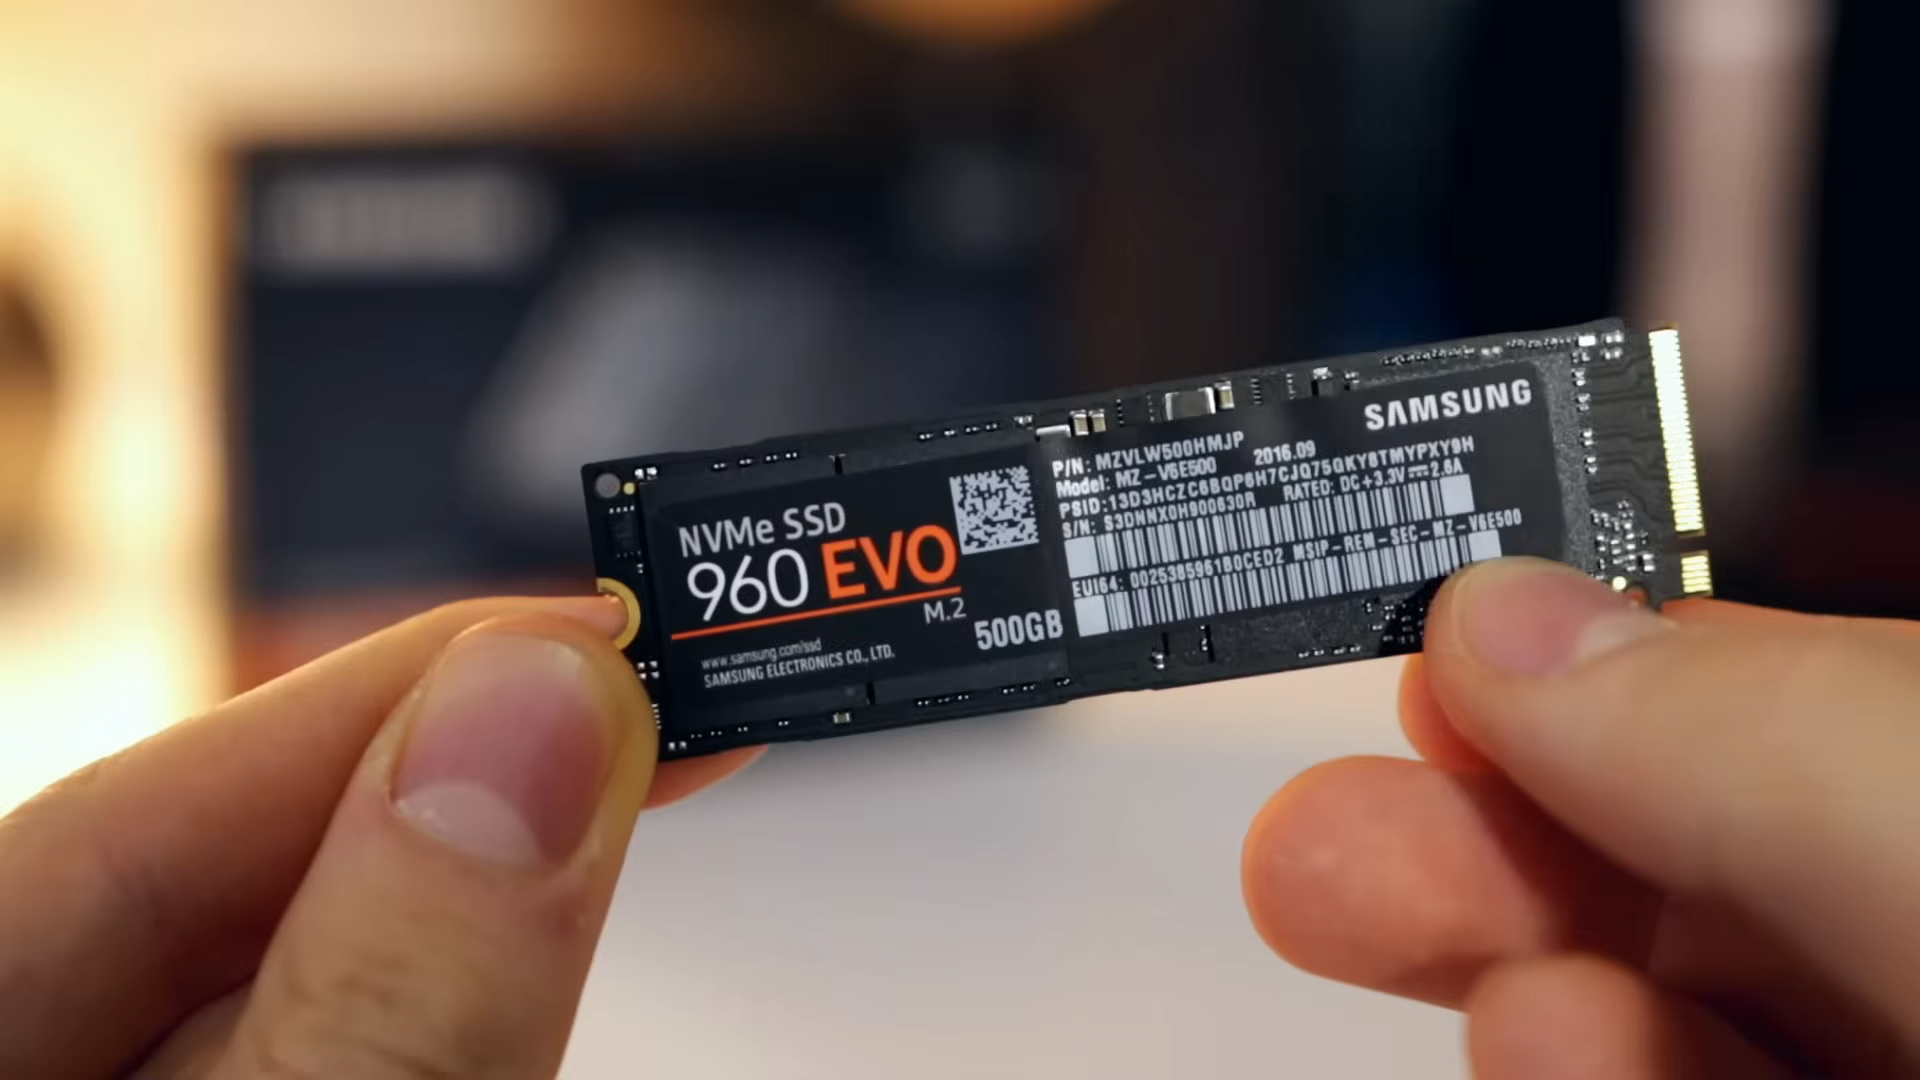 NVMe SSD
960 EVO
M.2
500GB
www.samsung.com/ssd
SAMSUNG ELECTRONICS CO., LTD.
SAMSUNG
P/N: MZVLW500HMJP
Model: MZ-V6E500 2016.09
PSID:13D3HCZC6BQP6H7CJQ75QKY8TMYPXY9H
S/N: S3DNNX0H900630R RATED: DC+3.3V⎓2.6A
EUI64: 0025385961B0CED2 MSIP-REM-SEC-MZ-V6E500